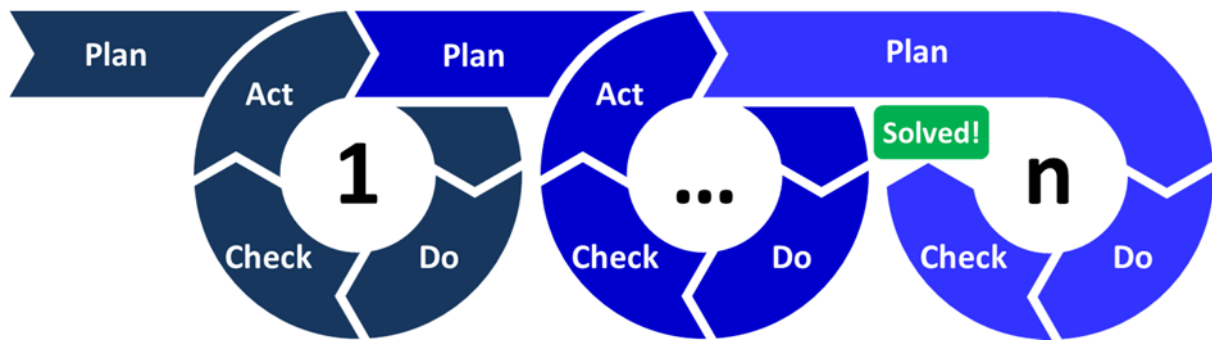 Plan
Plan
Plan
Act
Act
Solved!
1
...
n
Check
Do
Check
Do
Check
Do